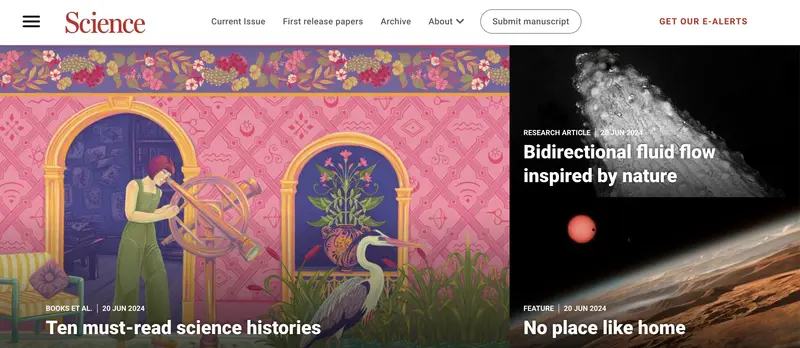 Science
Current Issue
First release papers
Archive
About
Submit manuscript
GET OUR E-ALERTS
BOOKS ET AL. | 20 JUN 2024
Ten must-read science histories
RESEARCH ARTICLE | 20 JUN 2024
Bidirectional fluid flow
inspired by nature
FEATURE | 20 JUN 2024
No place like home